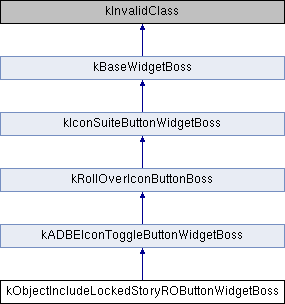 kInvalidClass
kBaseWidgetBoss
kIconSuiteButtonWidgetBoss
kRollOverIconButtonBoss
kADBEIconToggleButtonWidgetBoss
kObjectIncludeLockedStoryROButtonWidgetBoss